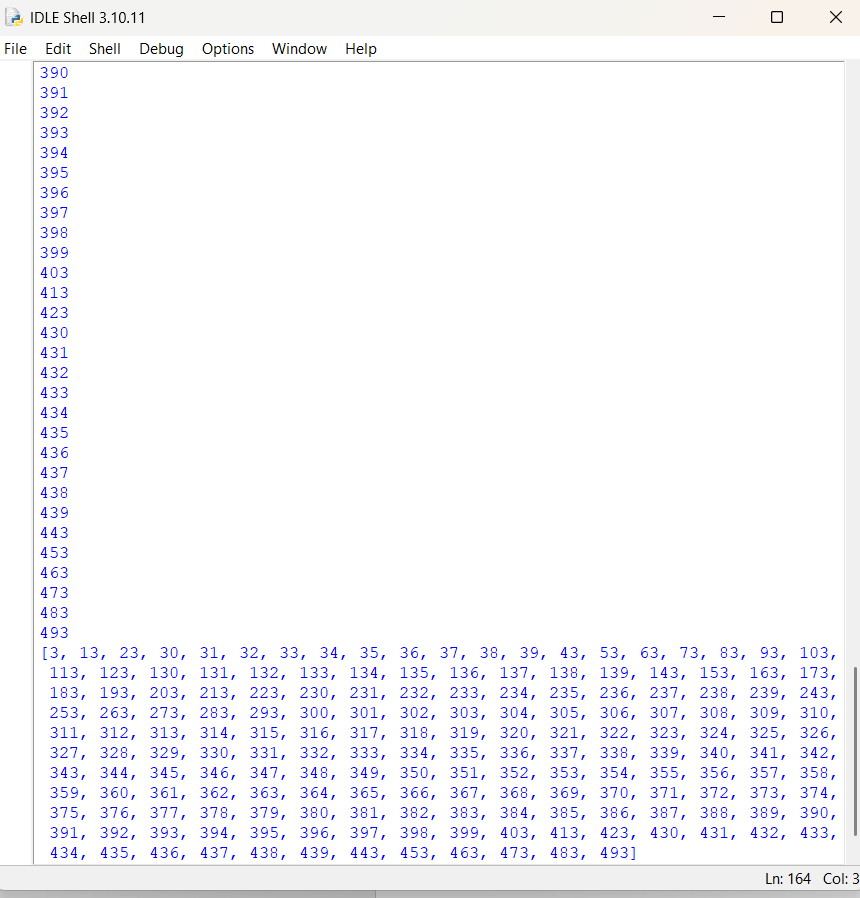 IDLE Shell 3.10.11
File Edit Shell Debug Options Window Help
390
391
392
393
394
395
396
397
398
399
403
413
423
430
431
432
433
434
435
436
437
438
439
443
453
463
473
483
493
[3, 13, 23, 30, 31, 32, 33, 34, 35, 36, 37, 38, 39, 43, 53, 63, 73, 83, 93, 103,
113, 123, 130, 131, 132, 133, 134, 135, 136, 137, 138, 139, 143, 153, 163, 173,
183, 193, 203, 213, 223, 230, 231, 232, 233, 234, 235, 236, 237, 238, 239, 243,
253, 263, 273, 283, 293, 300, 301, 302, 303, 304, 305, 306, 307, 308, 309, 310,
311, 312, 313, 314, 315, 316, 317, 318, 319, 320, 321, 322, 323, 324, 325, 326,
327, 328, 329, 330, 331, 332, 333, 334, 335, 336, 337, 338, 339, 340, 341, 342,
343, 344, 345, 346, 347, 348, 349, 350, 351, 352, 353, 354, 355, 356, 357, 358,
359, 360, 361, 362, 363, 364, 365, 366, 367, 368, 369, 370, 371, 372, 373, 374,
375, 376, 377, 378, 379, 380, 381, 382, 383, 384, 385, 386, 387, 388, 389, 390,
391, 392, 393, 394, 395, 396, 397, 398, 399, 403, 413, 423, 430, 431, 432, 433,
434, 435, 436, 437, 438, 439, 443, 453, 463, 473, 483, 493]
Ln: 164 Col: 3